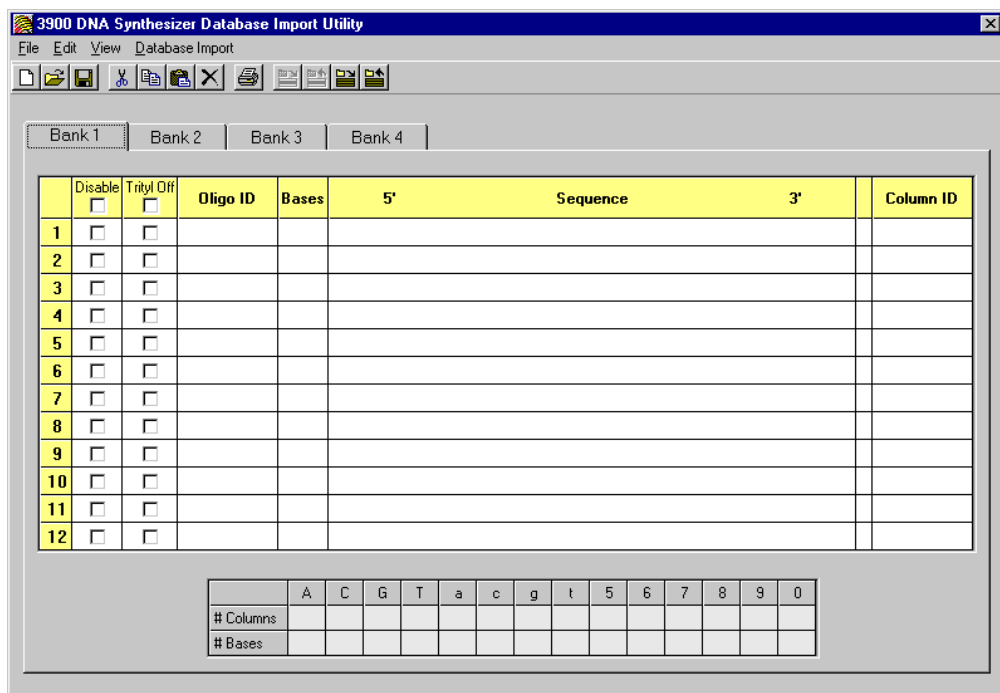 3900 DNA Synthesizer Database Import Utility
File Edit View Database Import
Bank 1 Bank 2 Bank 3 Bank 4
Disable Trityl Off Oligo ID Bases 5' Sequence 3' Column ID
1
2
3
4
5
6
7
8
9
10
11
12
A C G T a c g t 5 6 7 8 9 0
# Columns
# Bases